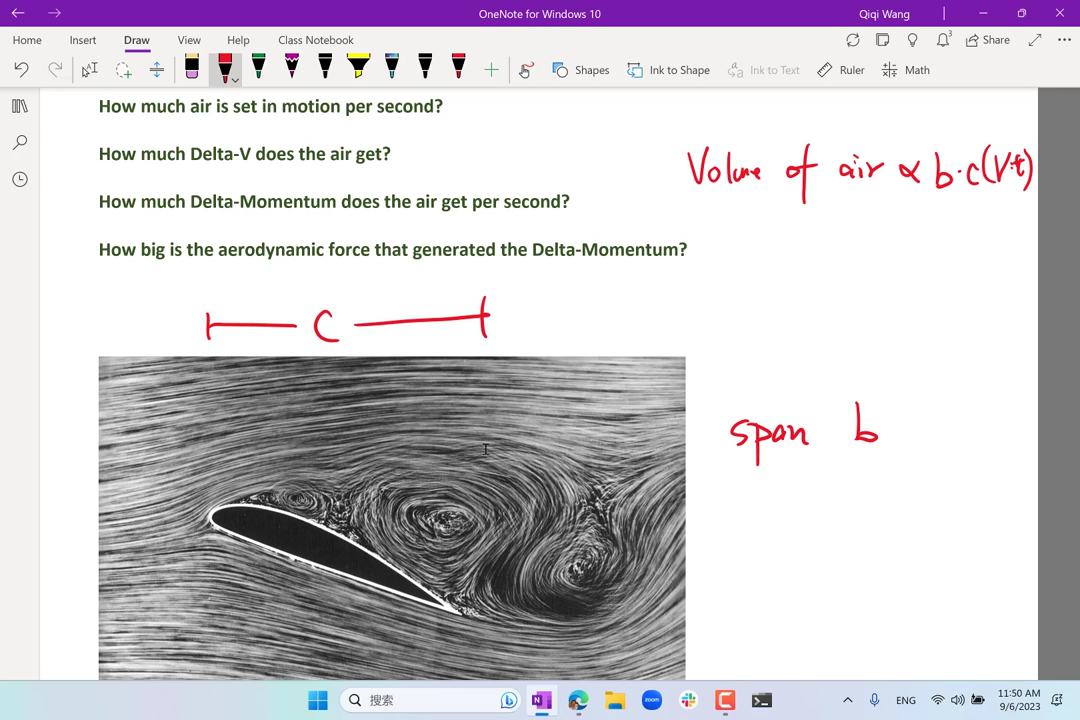 OneNote for Windows 10
Qiqi Wang
Home Insert Draw View Help Class Notebook
3
Share
Shapes
Ink to Shape
Ink to Text
Ruler
Math
How much air is set in motion per second?
How much Delta-V does the air get?
Volume of air ∝ b·c(V·t)
How much Delta-Momentum does the air get per second?
How big is the aerodynamic force that generated the Delta-Momentum?
C
span b
搜索
zoom
ENG
11:50 AM
9/6/2023